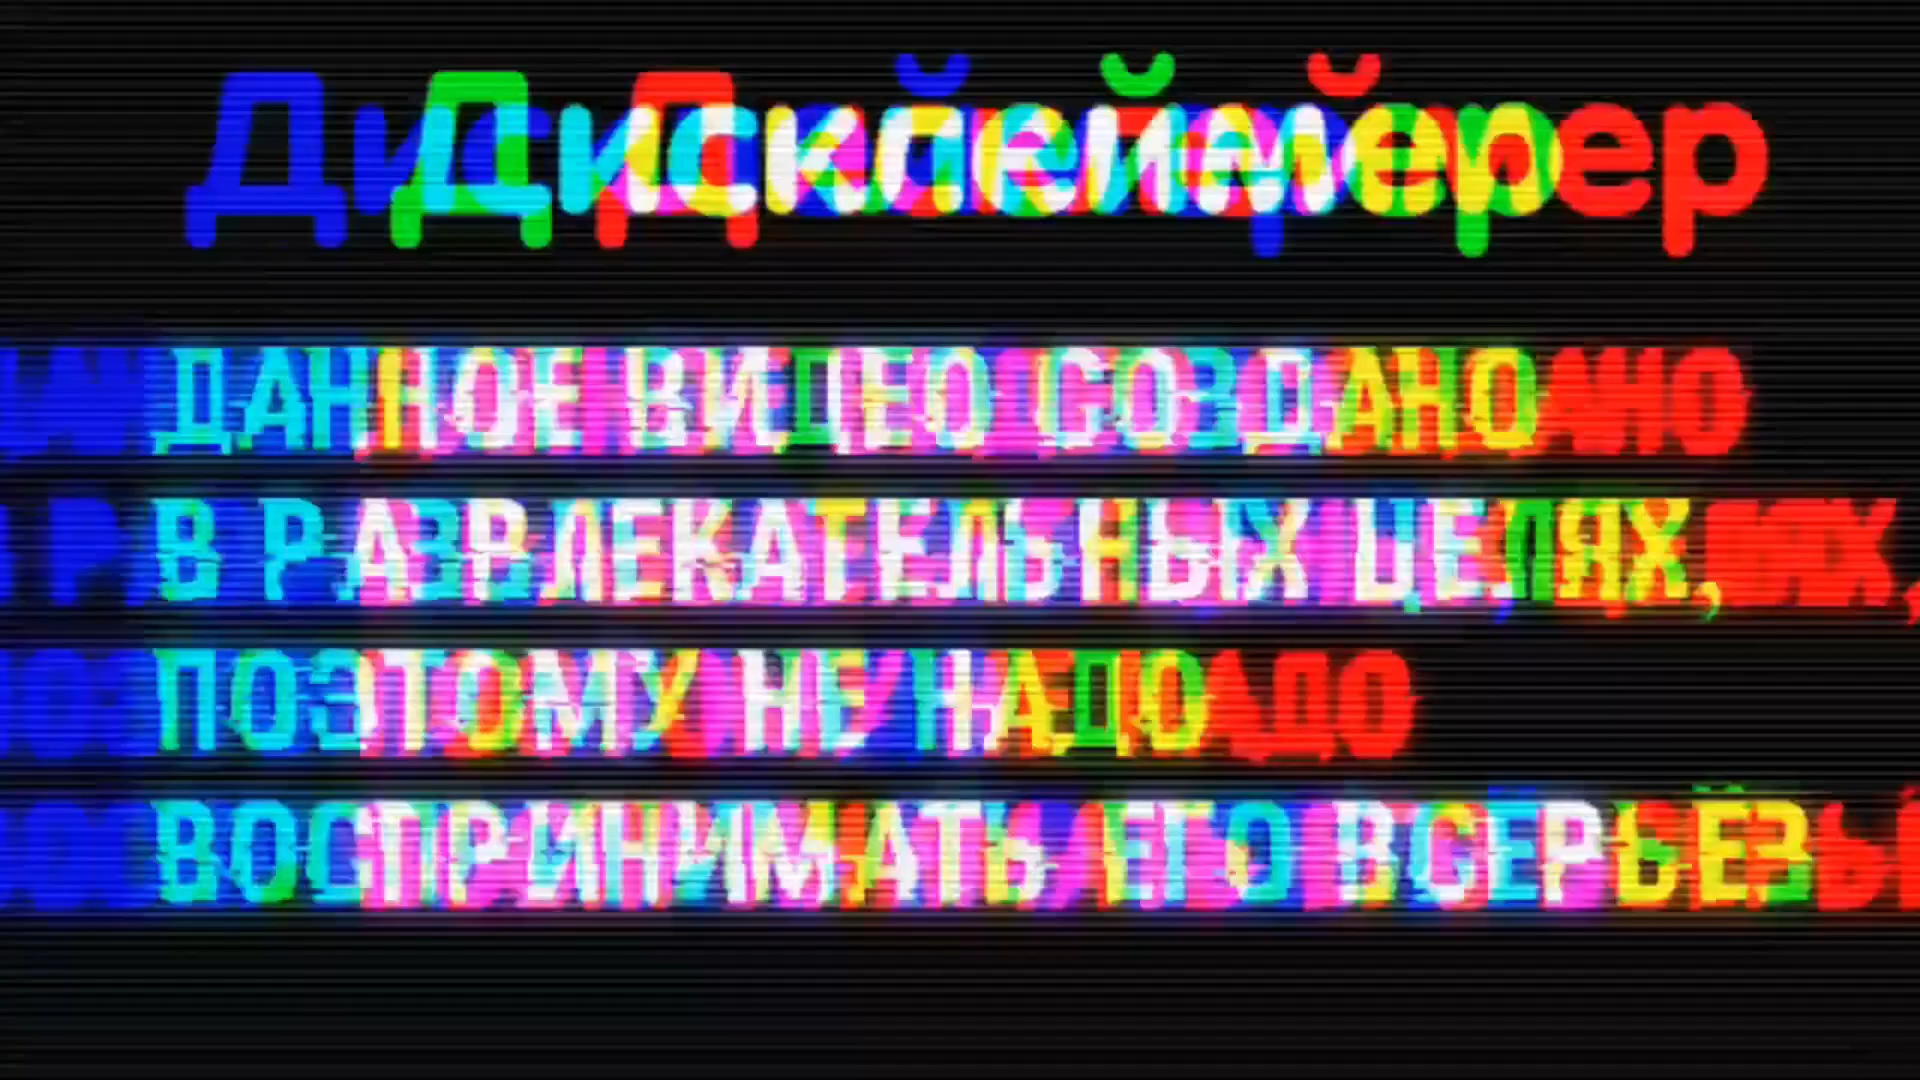 Дисклеймер
ДАННОЕ ВИДЕО СОЗДАНО
В РАЗВЛЕКАТЕЛЬНЫХ ЦЕЛЯХ,
ПОЭТОМУ НЕ НАДО
ВОСПРИНИМАТЬ ЕГО ВСЕРЬЁЗ